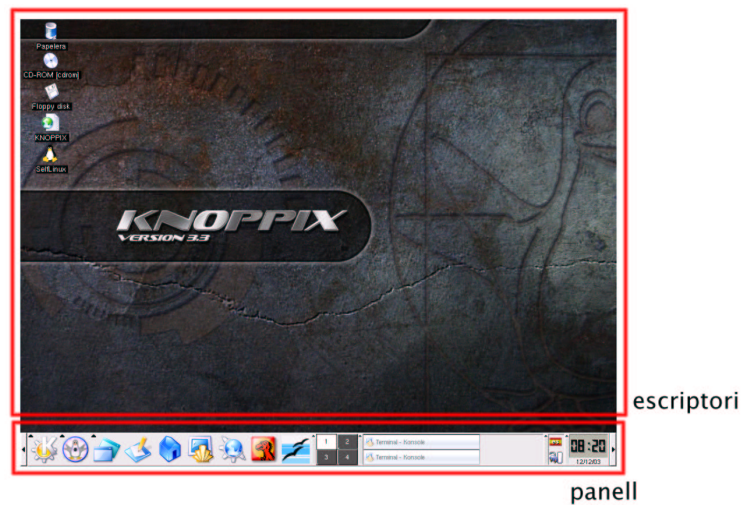 Papelera
CD-ROM [cdrom]
Floppy disk
KNOPPIX
SelfLinux
KNOPPIX
VERSION 3.3
escriptori
1 2
3 4
Terminal - Konsole
Terminal - Konsole
08:20
12/12/03
panell